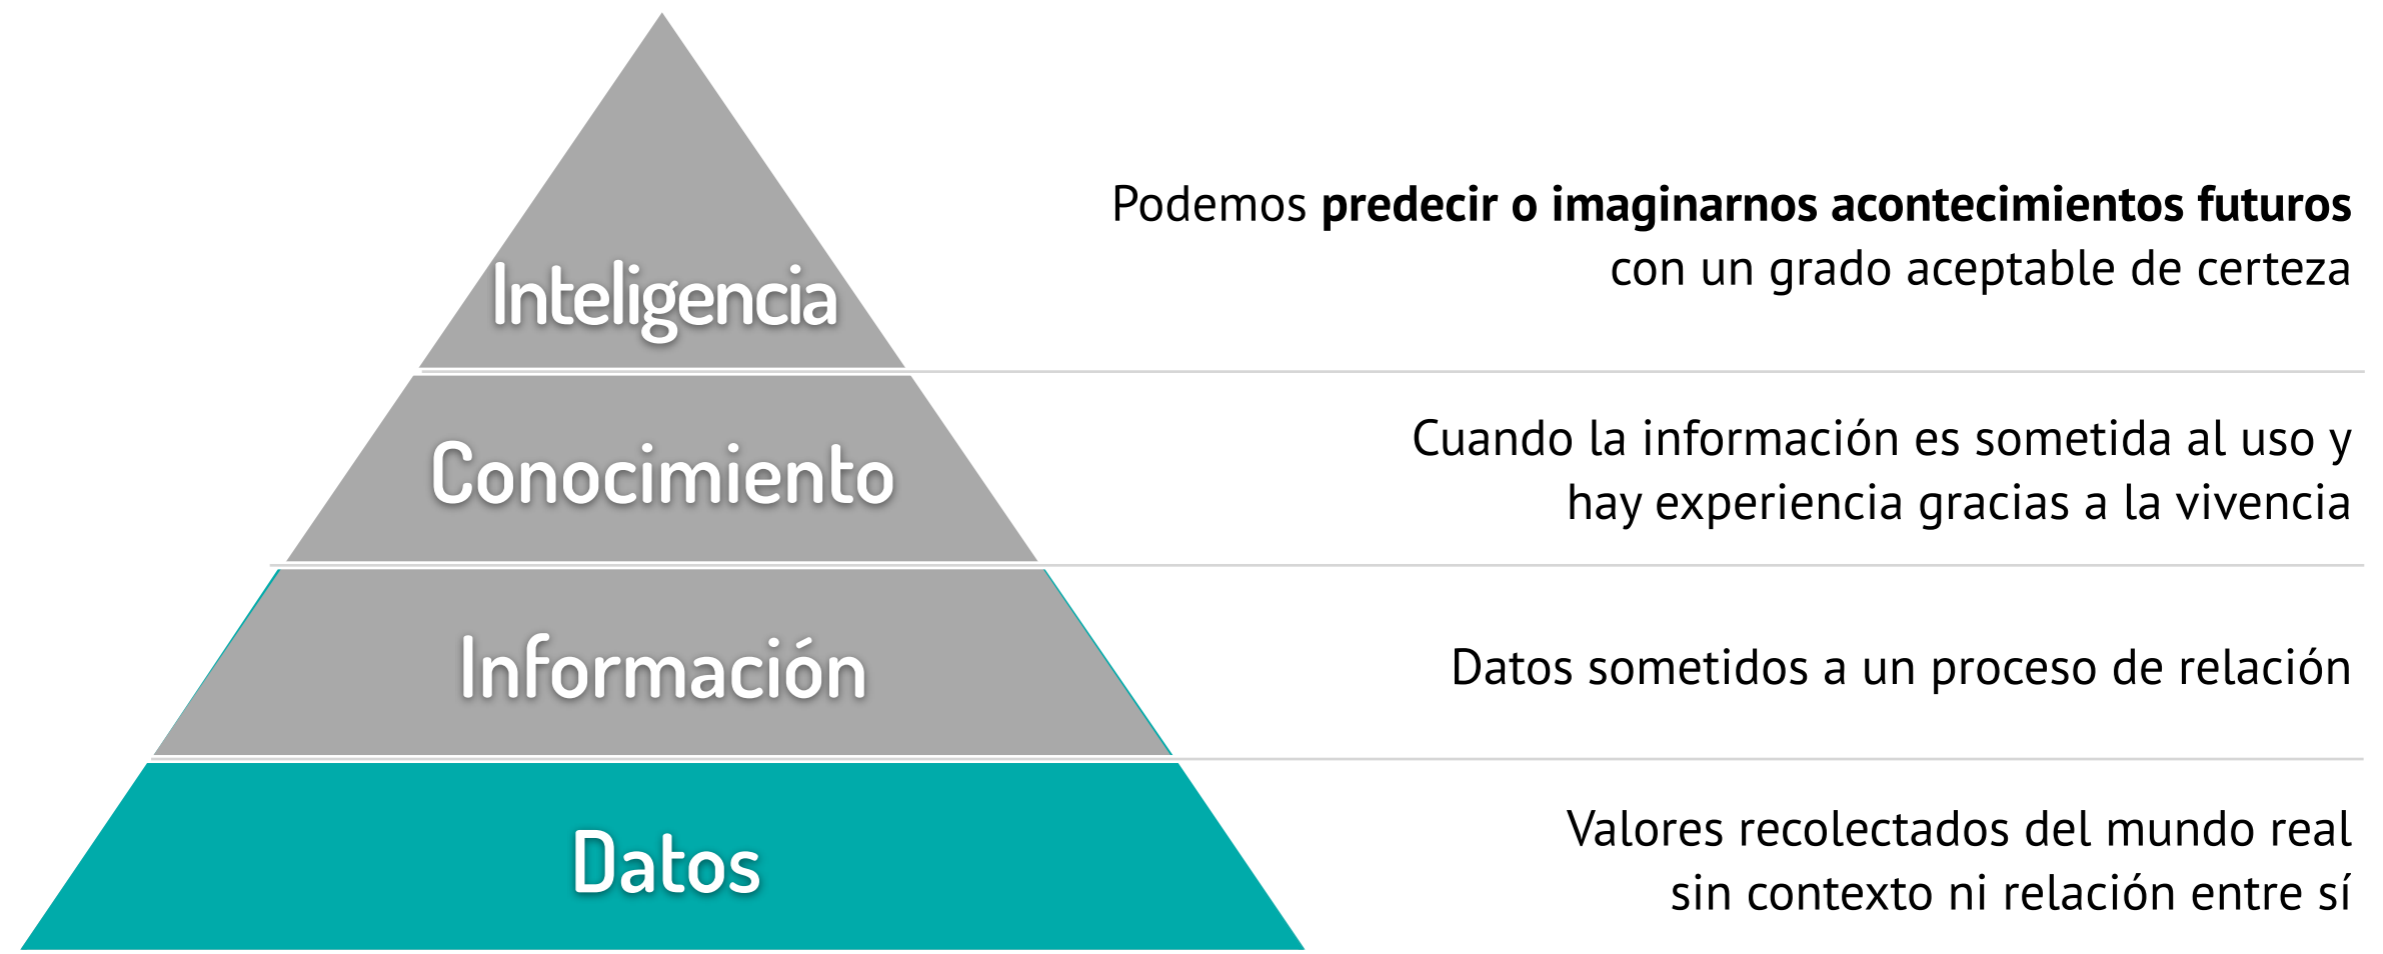 Podemos predecir o imaginarnos acontecimientos futuros
con un grado aceptable de certeza
Inteligencia
Cuando la información es sometida al uso y
hay experiencia gracias a la vivencia
Conocimiento
Datos sometidos a un proceso de relación
Información
Valores recolectados del mundo real
sin contexto ni relación entre sí
Datos